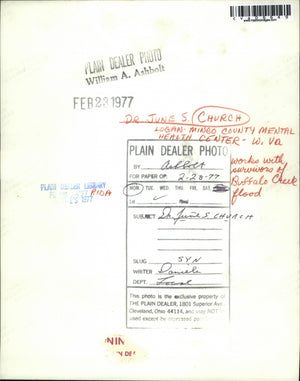 PLAIN DEALER PHOTO
William A. Ashbolt
FEB 28 1977
DR JUNE S. CHURCH
LOGAN-MINGO COUNTY MENTAL
HEALTH CENTER - W. VA
works with
survivors of
Buffalo Creek
flood
PLAIN DEALER LIBRARY
1977
PLAIN DEALER PHOTO
BY Ashbolt
FOR PAPER OF: 2-28-77
MON. TUE. WED. THU. FRI. SAT.
SUBJECT Dr. June S CHURCH
SLUG SYN
WRITER Daniels
DEPT.
This photo is the exclusive property of
THE PLAIN DEALER, 1801 Superior Ave.
Cleveland, Ohio 44114, and may NOT
used except by